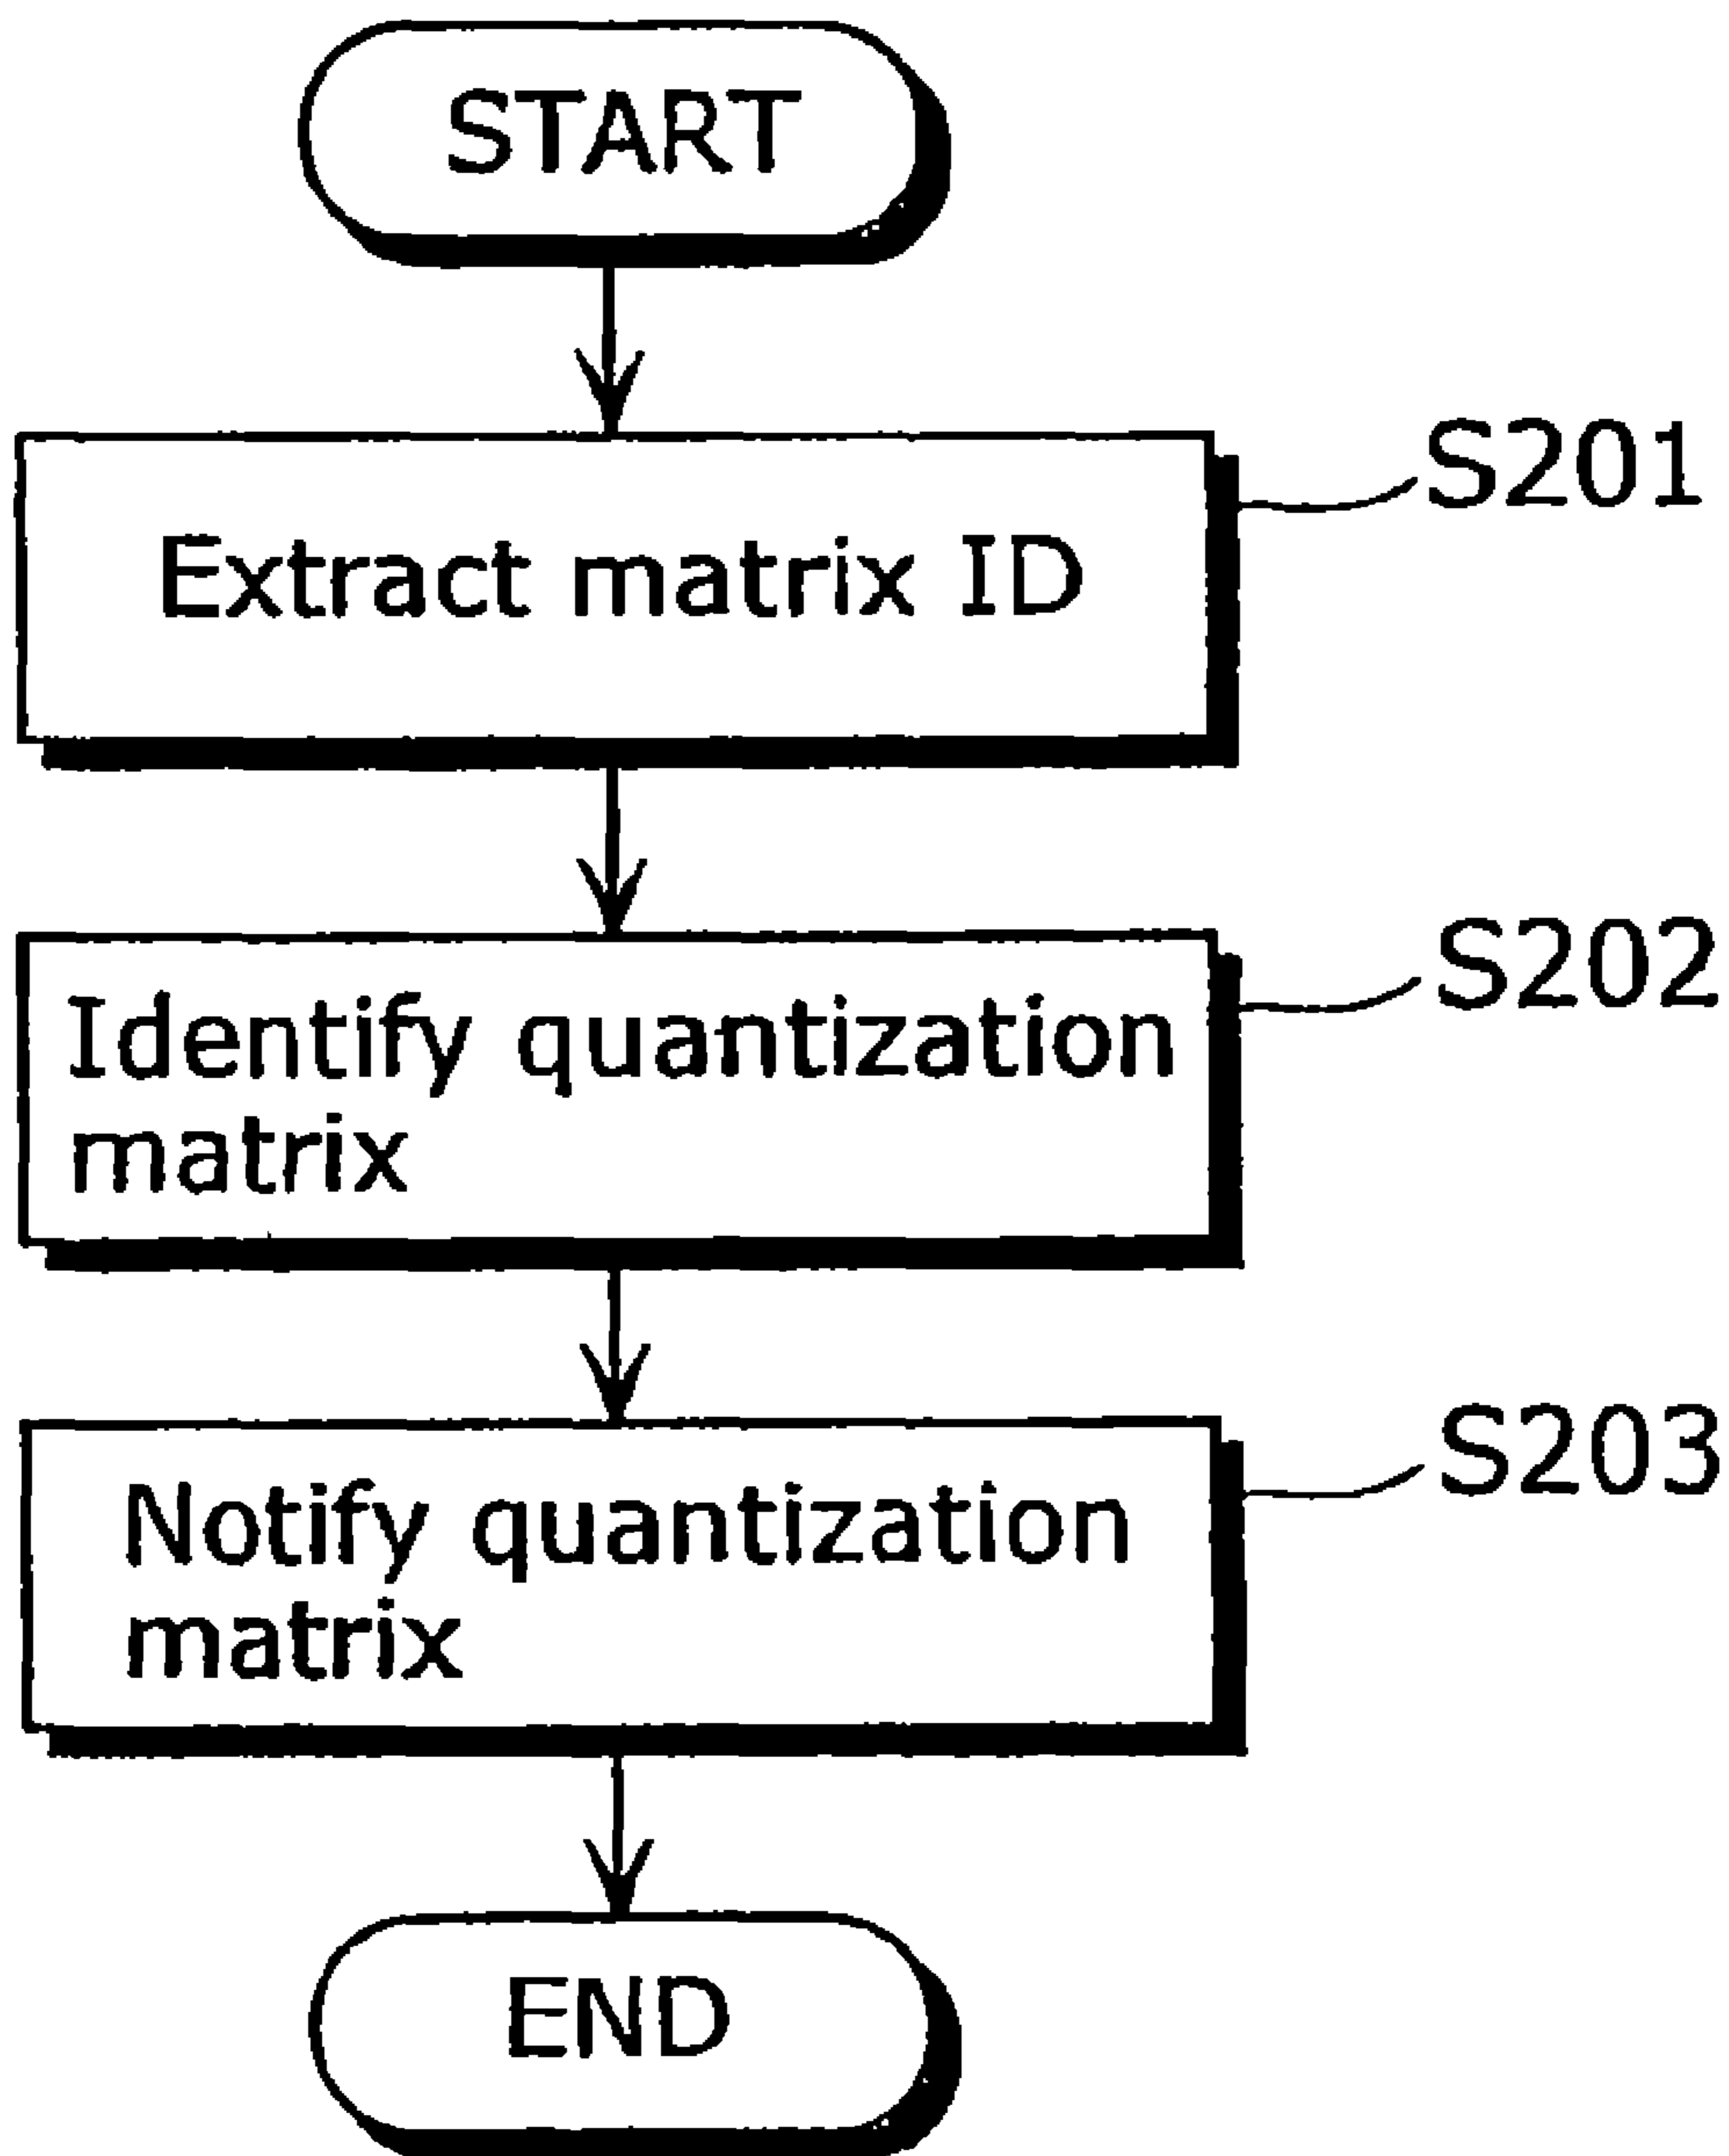 START
S201
Extract matrix ID
S202
Identify quantization
matrix
S203
Notify quantization
matrix
END